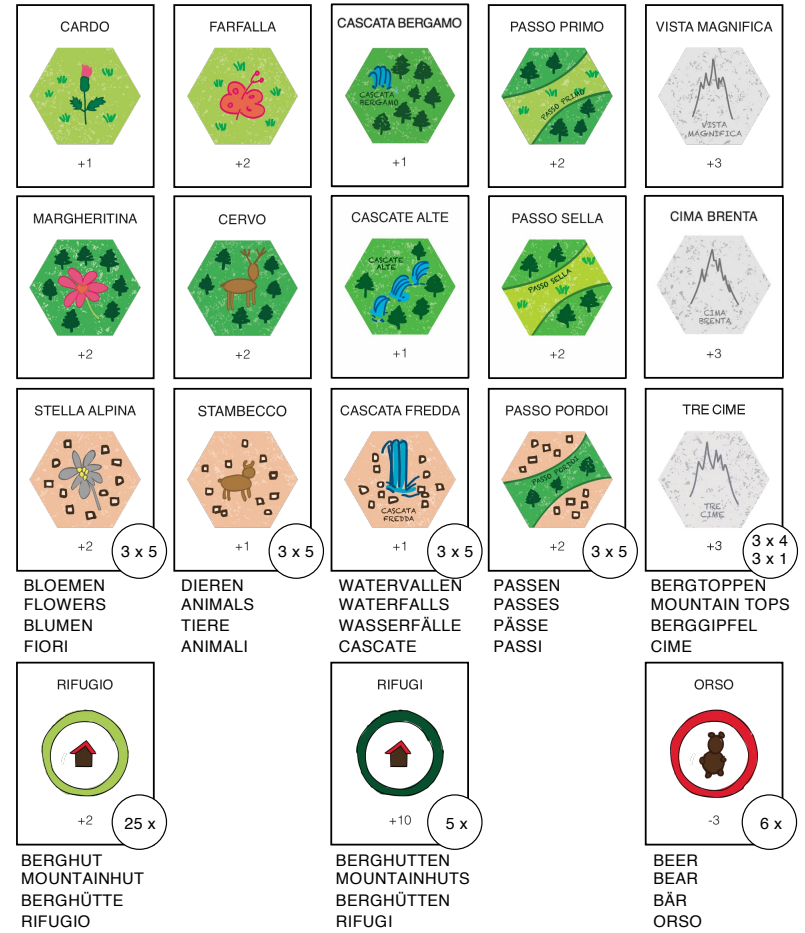 CARDO
FARFALLA
CASCATA BERGAMO
PASSO PRIMO
VISTA MAGNIFICA
CASCATA
BERGAMO
PASSO PRIMO
VISTA
MAGNIFICA
+1
+2
+1
+2
+3
MARGHERITINA
CERVO
CASCATE ALTE
PASSO SELLA
CIMA BRENTA
CASCATE
ALTE
PASSO SELLA
CIMA
BRENTA
+2
+2
+1
+2
+3
STELLA ALPINA
STAMBECCO
CASCATA FREDDA
PASSO PORDOI
TRE CIME
CASCATA
FREDDA
PASSO PORDOI
TRE
CIME
+2
3 x 5
+1
3 x 5
+1
3 x 5
+2
3 x 5
+3
3 x 4
3 x 1
BLOEMEN
FLOWERS
BLUMEN
FIORI
DIEREN
ANIMALS
TIERE
ANIMALI
WATERVALLEN
WATERFALLS
WASSERFÄLLE
CASCATE
PASSEN
PASSES
PÄSSE
PASSI
BERGTOPPEN
MOUNTAIN TOPS
BERGGIPFEL
CIME
RIFUGIO
+2
25 x
BERGHUT
MOUNTAINHUT
BERGHÜTTE
RIFUGIO
RIFUGI
+10
5 x
BERGHUTTEN
MOUNTAINHUTS
BERGHÜTTEN
RIFUGI
ORSO
-3
6 x
BEER
BEAR
BÄR
ORSO